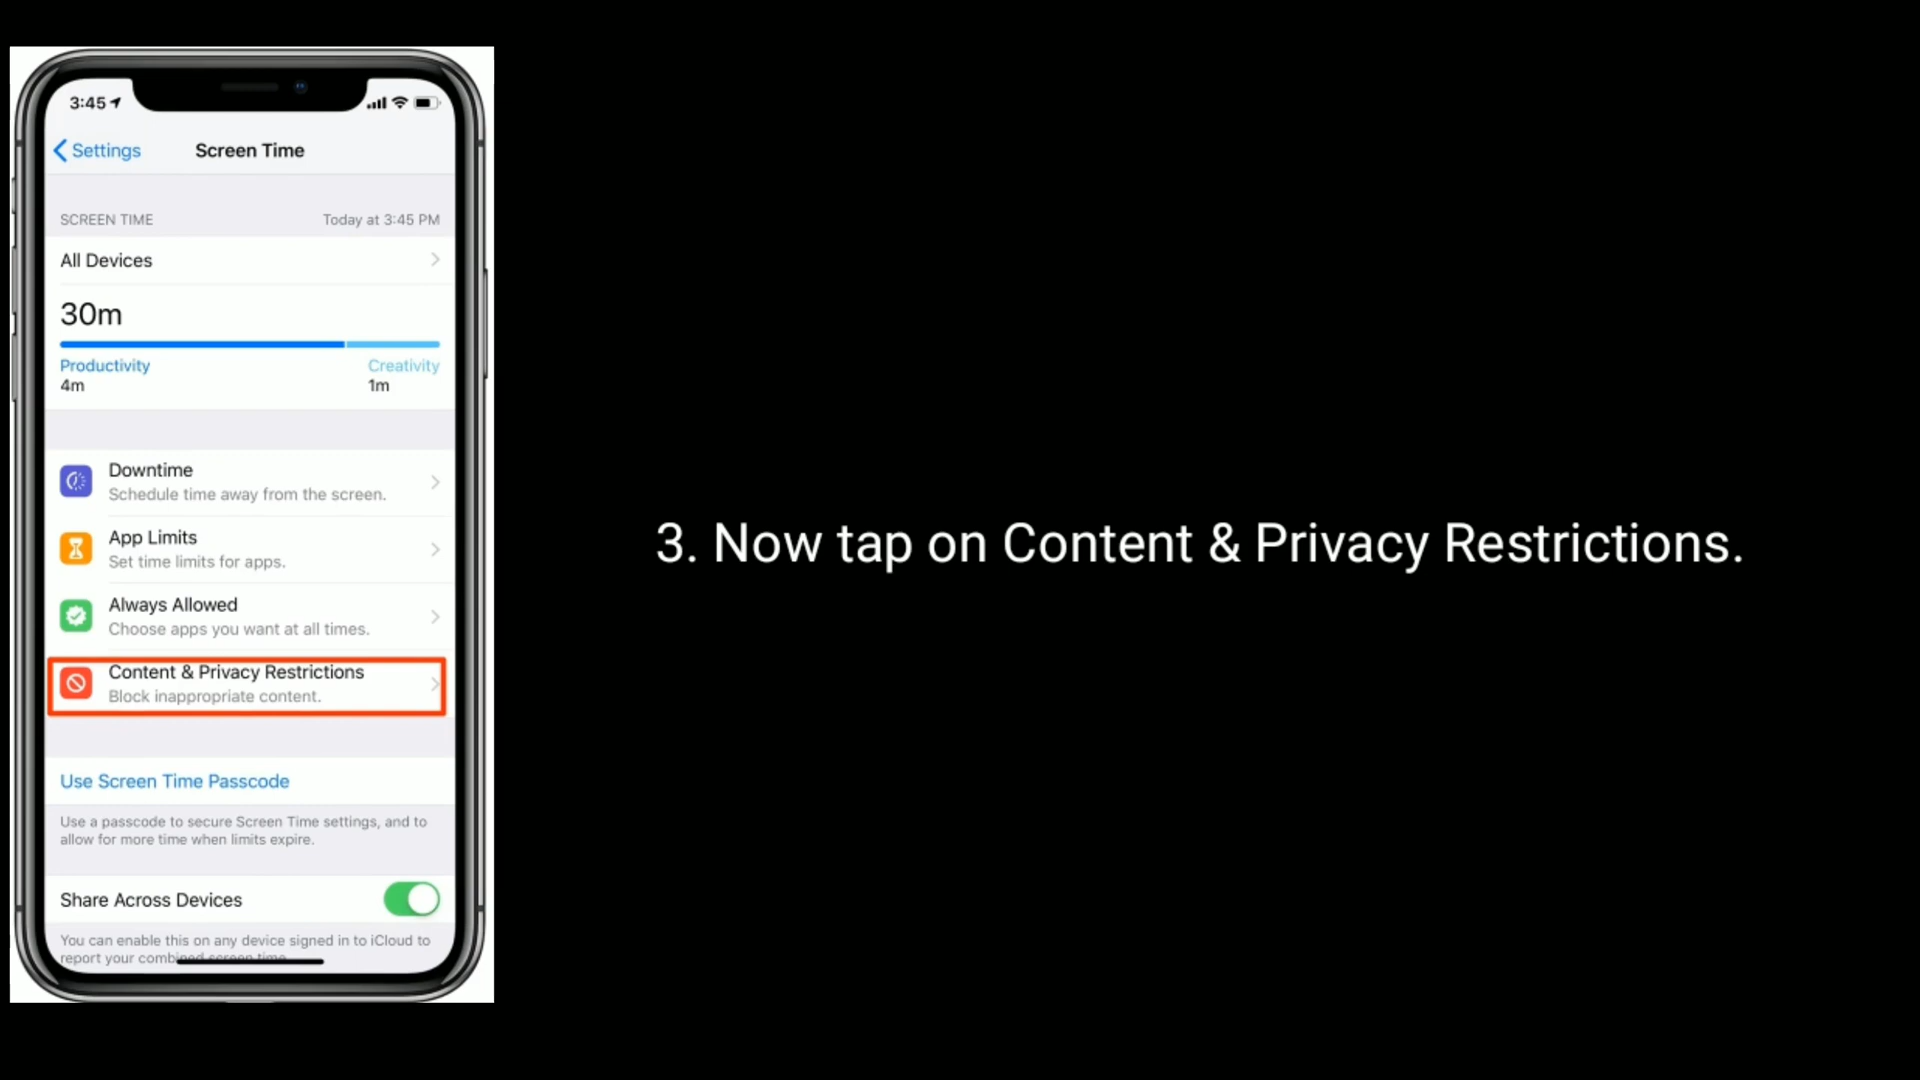 3:45
Settings
Screen Time
SCREEN TIME
Today at 3:45 PM
All Devices
30m
Productivity
Creativity
4m
1m
Downtime
Schedule time away from the screen.
App Limits
Set time limits for apps.
Always Allowed
Choose apps you want at all times.
Content & Privacy Restrictions
Block inappropriate content.
Use Screen Time Passcode
Use a passcode to secure Screen Time settings, and to
allow for more time when limits expire.
Share Across Devices
You can enable this on any device signed in to iCloud to
report your combined screen time.
3. Now tap on Content & Privacy Restrictions.